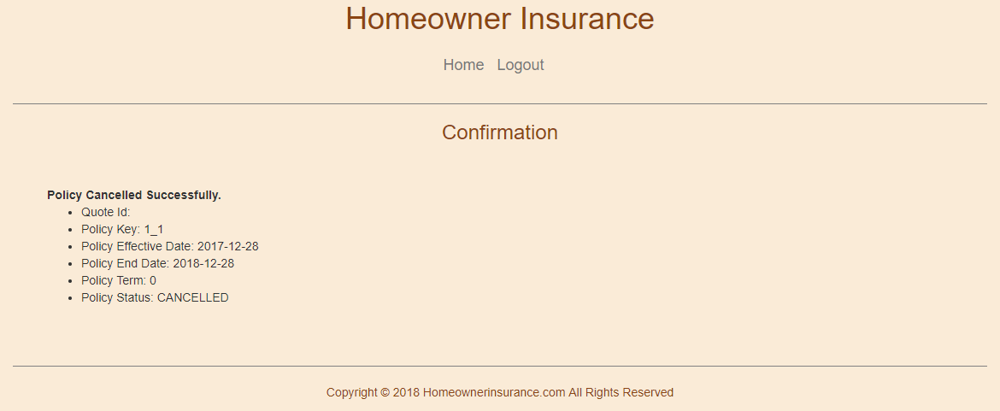 Homeowner Insurance
Home Logout
Confirmation
Policy Cancelled Successfully.
• Quote Id:
• Policy Key: 1_1
• Policy Effective Date: 2017-12-28
• Policy End Date: 2018-12-28
• Policy Term: 0
• Policy Status: CANCELLED
Copyright © 2018 Homeownerinsurance.com All Rights Reserved